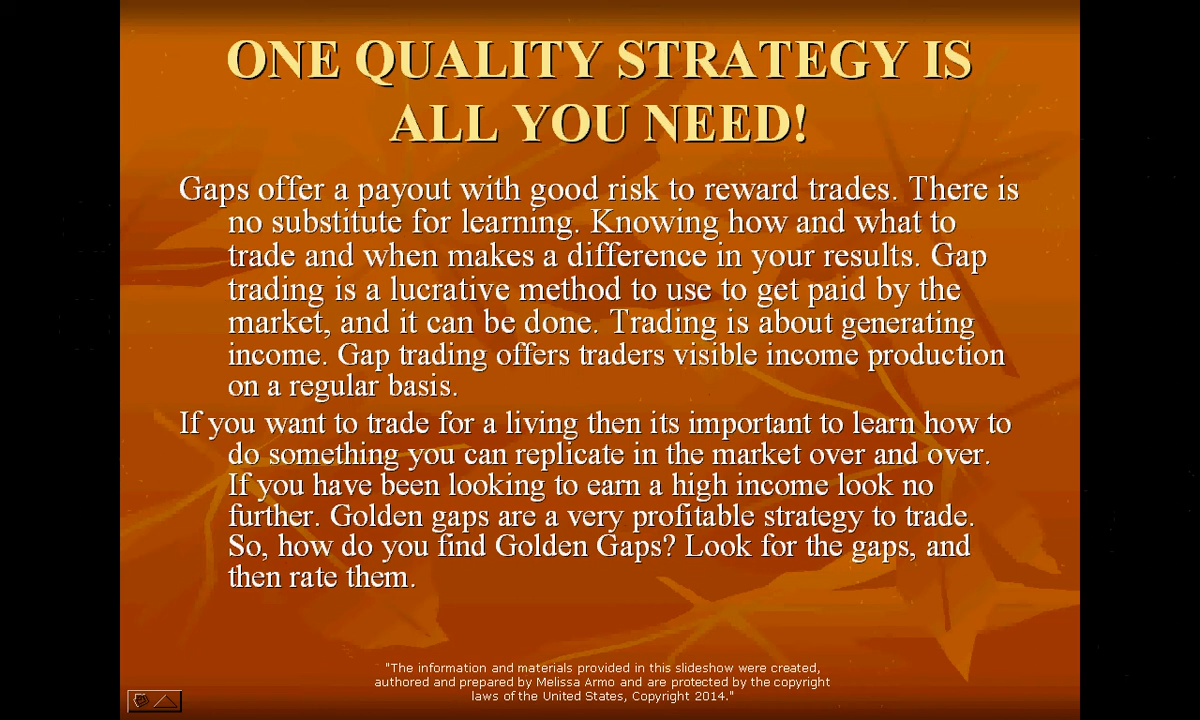 ONE QUALITY STRATEGY IS
ALL YOU NEED!
Gaps offer a payout with good risk to reward trades. There is
no substitute for learning. Knowing how and what to
trade and when makes a difference in your results. Gap
trading is a lucrative method to use to get paid by the
market, and it can be done. Trading is about generating
income. Gap trading offers traders visible income production
on a regular basis.
If you want to trade for a living then its important to learn how to
do something you can replicate in the market over and over.
If you have been looking to earn a high income look no
further. Golden gaps are a very profitable strategy to trade.
So, how do you find Golden Gaps? Look for the gaps, and
then rate them.
"The information and materials provided in this slideshow were created,
authored and prepared by Melissa Armo and are protected by the copyright
laws of the United States, Copyright 2014."